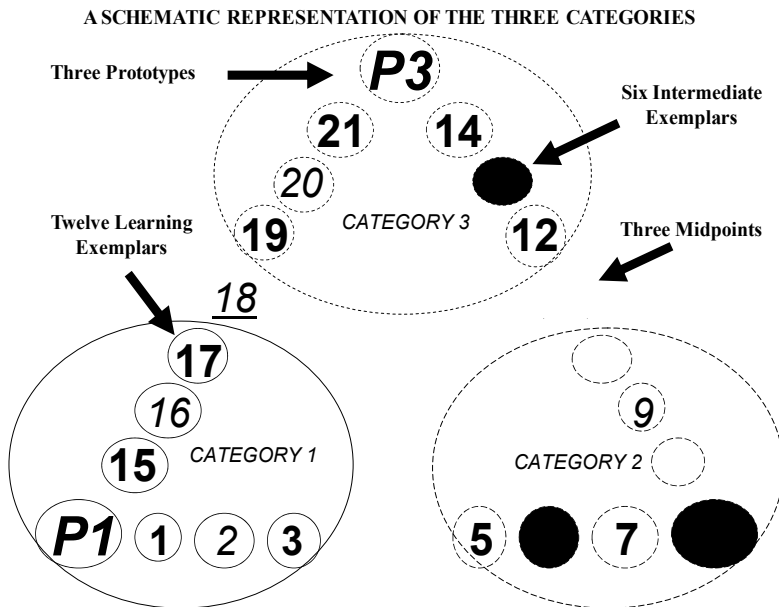 A SCHEMATIC REPRESENTATION OF THE THREE CATEGORIES
Three Prototypes
P3
Six Intermediate
Exemplars
21
14
20
Twelve Learning
Exemplars
19
CATEGORY 3
12
Three Midpoints
18
17
16
9
15
CATEGORY 1
CATEGORY 2
P1
1
2
3
5
7